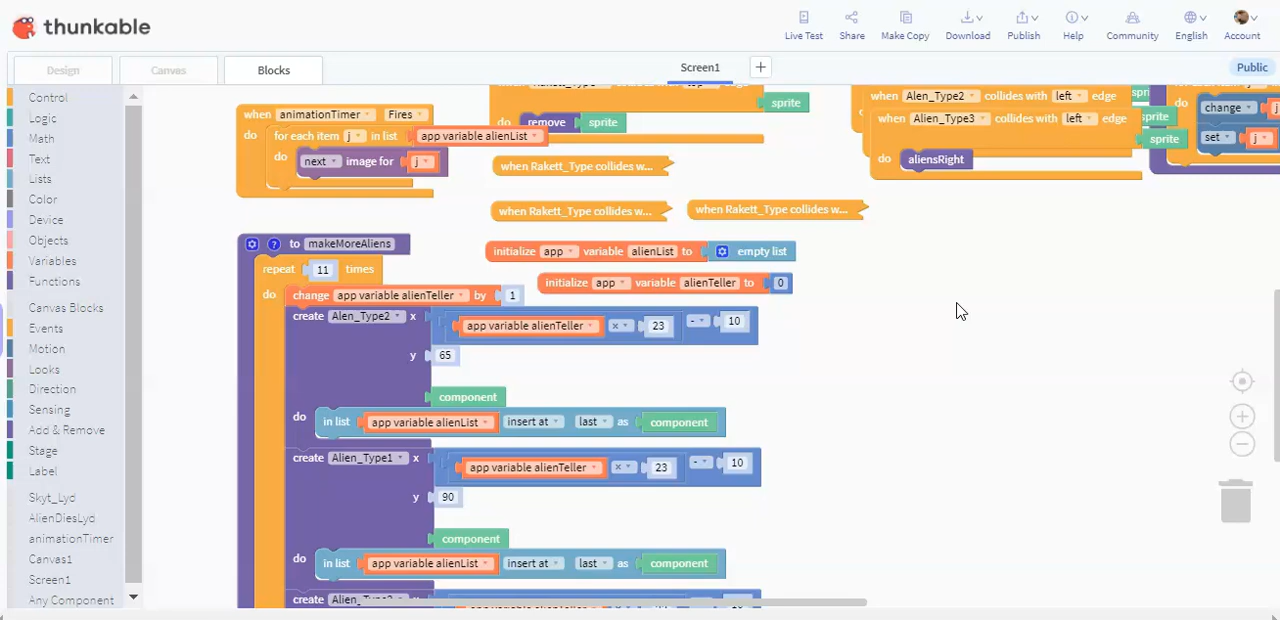 thunkable
Live Test
Share
Make Copy
Download
Publish
Help
Community
English
Account
Design
Canvas
Blocks
Screen1
+
Public
Control
Logic
Math
Text
Lists
Color
Device
Objects
Variables
Functions
Canvas Blocks
Events
Motion
Looks
Direction
Sensing
Add & Remove
Stage
Label
Skyt_Lyd
AlienDiesLyd
animationTimer
Canvas1
Screen1
Any Component
when animationTimer Fires
do for each item j in list app variable alienList
do next image for j
sprite
do remove sprite
when Rakett_Type collides w...
when Rakett_Type collides w...
when Rakett_Type collides w...
initialize app variable alienList to empty list
initialize app variable alienTeller to 0
when Alen_Type2 collides with left edge
when Alien_Type3 collides with left edge
sprite
sprite
do aliensRight
do change j
set j
? to makeMoreAliens
repeat 11 times
do change app variable alienTeller by 1
create Alen_Type2 x app variable alienTeller x 23 - 10
y 65
component
do in list app variable alienList insert at last as component
create Alien_Type1 x app variable alienTeller x 23 - 10
y 90
component
do in list app variable alienList insert at last as component
create